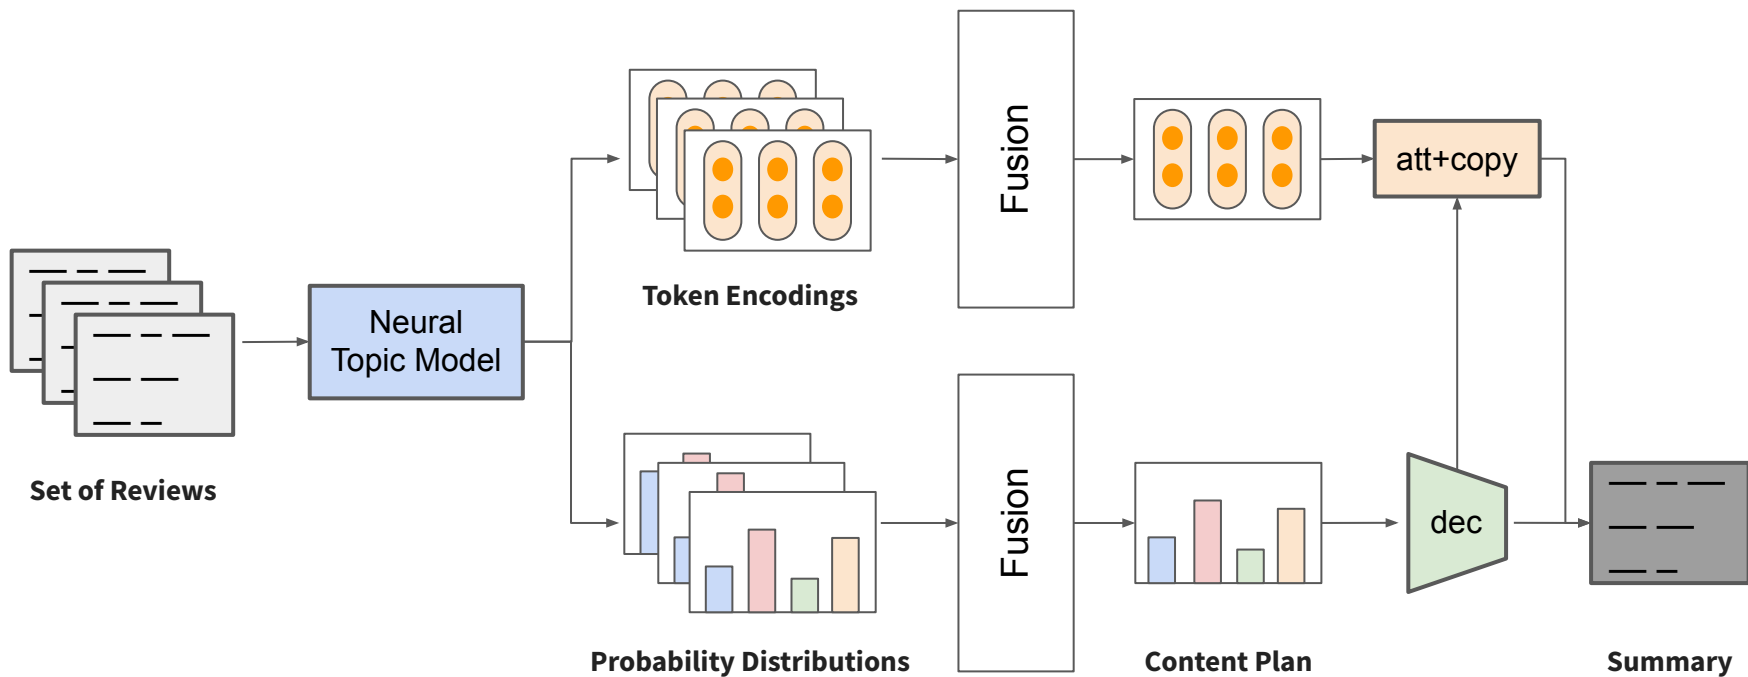 Set of Reviews
Neural
Topic Model
Token Encodings
Probability Distributions
Fusion
Fusion
Content Plan
att+copy
dec
Summary